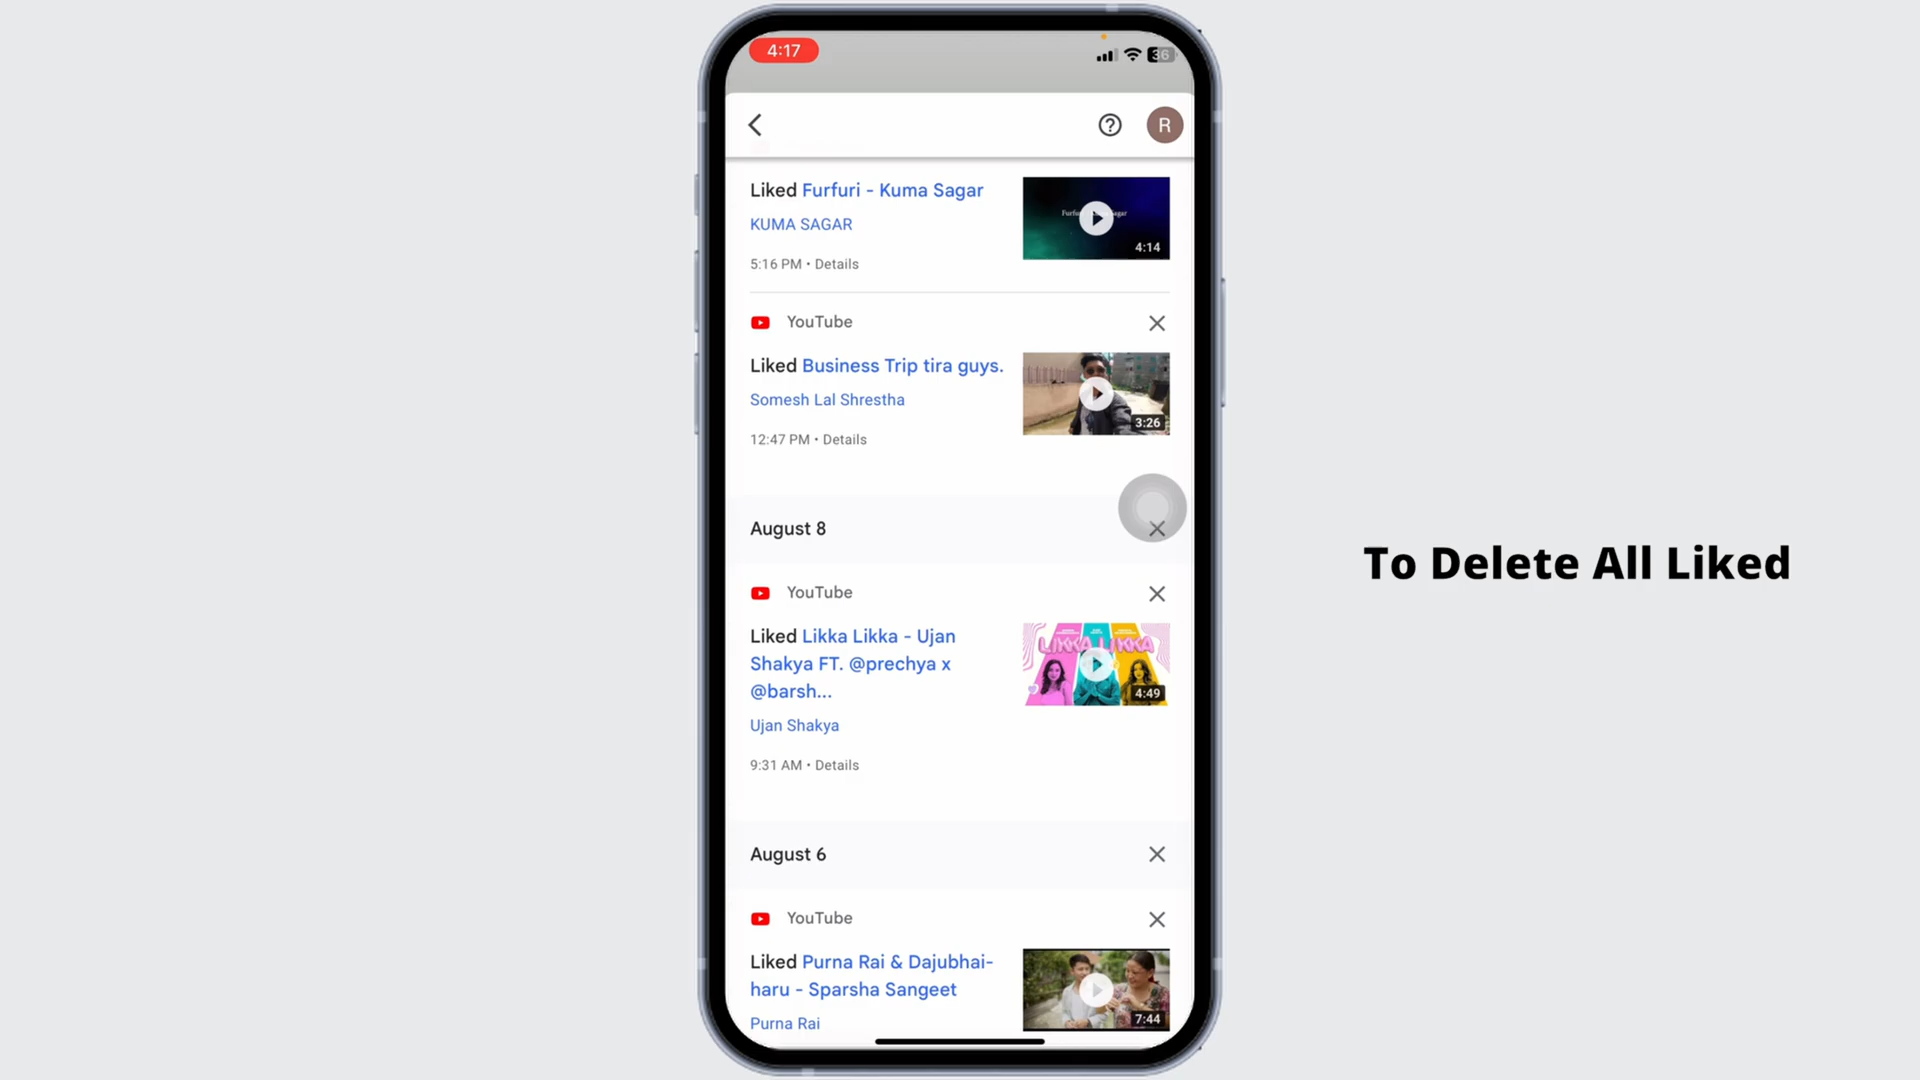 4:17
36
R
Liked Furfuri - Kuma Sagar
KUMA SAGAR
5:16 PM • Details
4:14
YouTube
Liked Business Trip tira guys.
Somesh Lal Shrestha
12:47 PM • Details
3:26
August 8
YouTube
Liked Likka Likka - Ujan
Shakya FT. @prechya x
@barsh...
Ujan Shakya
9:31 AM • Details
LIKKA LIKKA
4:49
August 6
YouTube
Liked Purna Rai & Dajubhai-
haru - Sparsha Sangeet
Purna Rai
7:44
To Delete All Liked